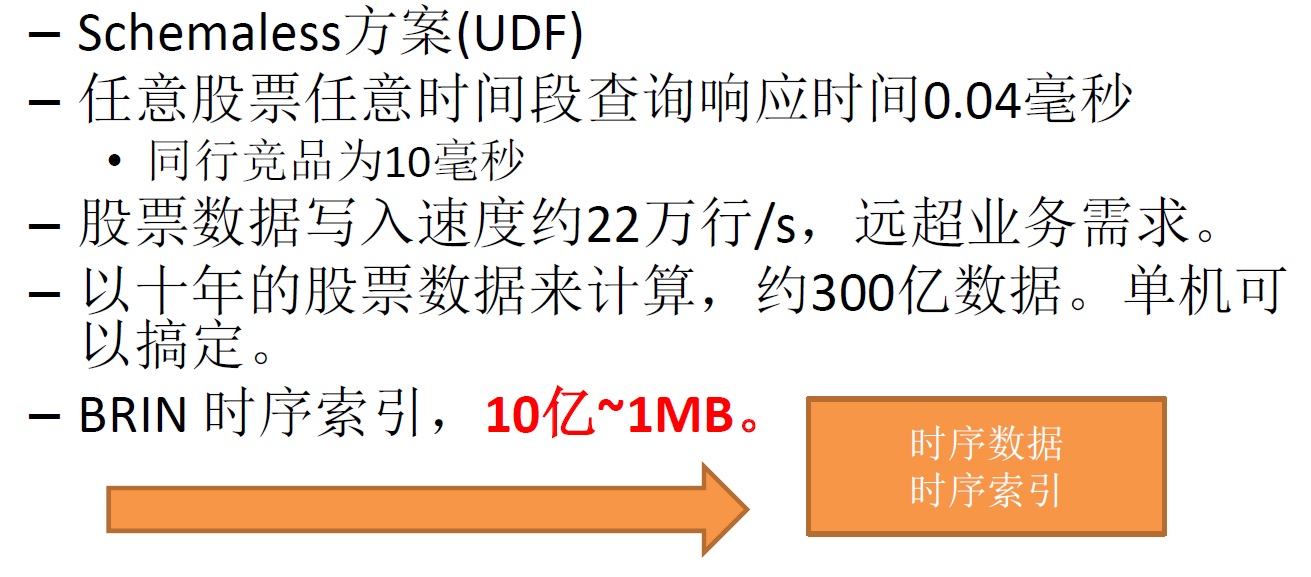 – Schemaless方案(UDF)
– 任意股票任意时间段查询响应时间0.04毫秒
• 同行竞品为10毫秒
– 股票数据写入速度约22万行/s，远超业务需求。
– 以十年的股票数据来计算，约300亿数据。单机可
以搞定。
– BRIN 时序索引，10亿~1MB。
时序数据
时序索引